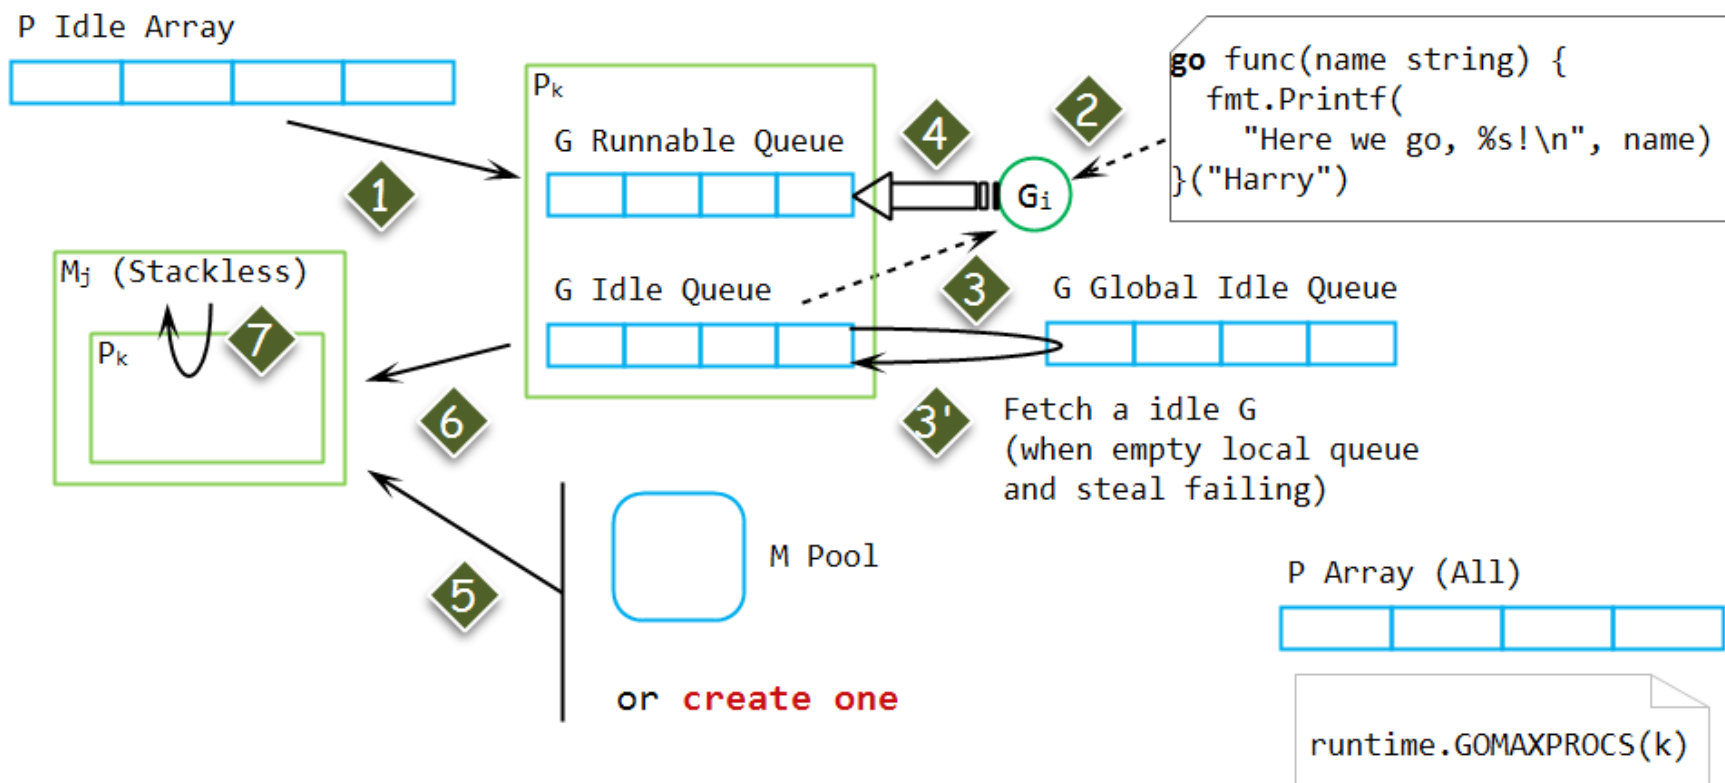 P Idle Array
go func(name string) {
fmt.Printf(
"Here we go, %s!\n", name)
}("Harry")
Pk
G Runnable Queue
4
2
1
Gi
Mj (Stackless)
G Idle Queue
3
G Global Idle Queue
7
Pk
6
3'
Fetch a idle G
(when empty local queue
and steal failing)
5
M Pool
P Array (All)
or create one
runtime.GOMAXPROCS(k)